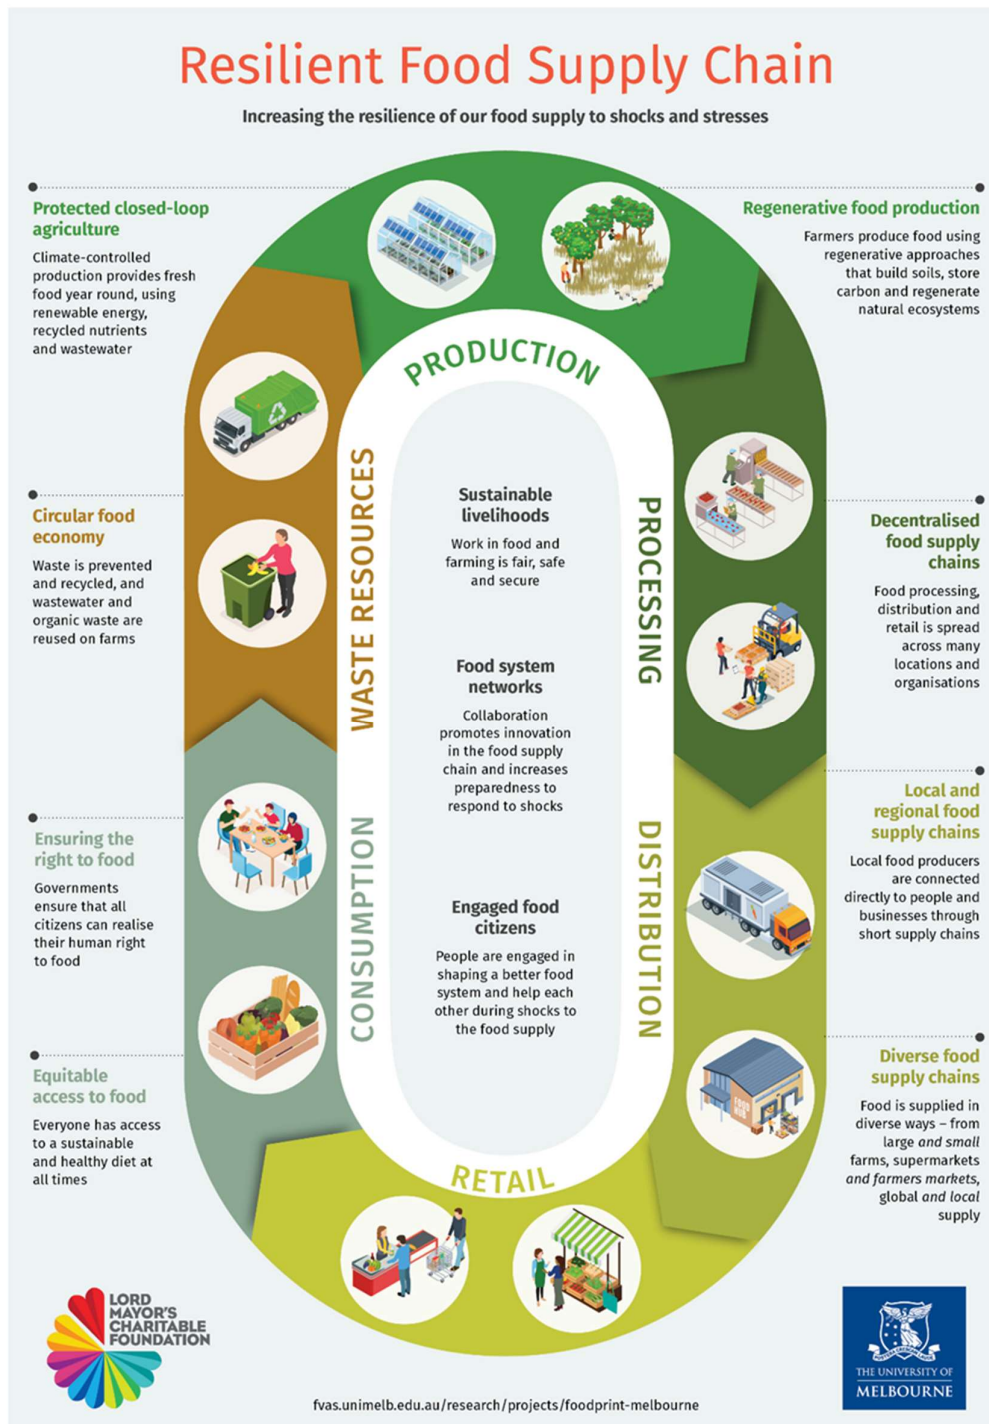 Resilient Food Supply Chain
Increasing the resilience of our food supply to shocks and stresses
Protected closed-loop
agriculture
Climate-controlled
production provides fresh
food year round, using
renewable energy,
recycled nutrients
and wastewater
Regenerative food production
Farmers produce food using
regenerative approaches
that build soils, store
carbon and regenerate
natural ecosystems
PRODUCTION
Circular food
economy
Waste is prevented
and recycled, and
wastewater and
organic waste are
reused on farms
WASTE RESOURCES
Sustainable
livelihoods
Work in food and
farming is fair, safe
and secure
PROCESSING
Decentralised
food supply
chains
Food processing,
distribution and
retail is spread
across many
locations and
organisations
Food system
networks
Collaboration
promotes innovation
in the food supply
chain and increases
preparedness to
respond to shocks
Ensuring the
right to food
Governments
ensure that all
citizens can realise
their human right
to food
CONSUMPTION
Engaged food
citizens
People are engaged in
shaping a better food
system and help each
other during shocks to
the food supply
DISTRIBUTION
Local and
regional food
supply chains
Local food producers
are connected
directly to people and
businesses through
short supply chains
Equitable
access to food
Everyone has access
to a sustainable
and healthy diet at
all times
FOOD
HUB
Diverse food
supply chains
Food is supplied in
diverse ways – from
large and small
farms, supermarkets
and farmers markets,
global and local
supply
RETAIL
LORD
MAYOR'S
CHARITABLE
FOUNDATION
THE UNIVERSITY OF
MELBOURNE
fvas.unimelb.edu.au/research/projects/foodprint-melbourne